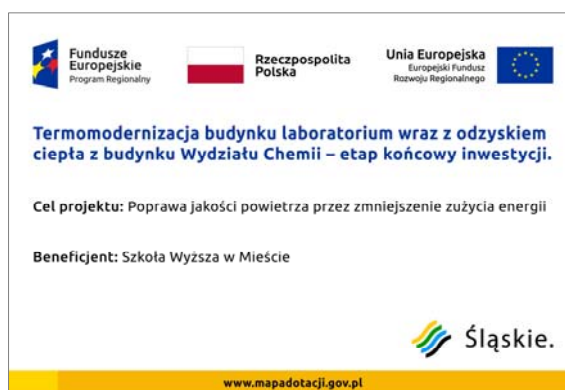 Fundusze
Europejskie
Program Regionalny
Rzeczpospolita
Polska
Unia Europejska
Europejski Fundusz
Rozwoju Regionalnego
Termomodernizacja budynku laboratorium wraz z odzyskiem
ciepła z budynku Wydziału Chemii – etap końcowy inwestycji.
Cel projektu: Poprawa jakości powietrza przez zmniejszenie zużycia energii
Beneficjent: Szkoła Wyższa w Mieście
Śląskie.
www.mapadotacji.gov.pl